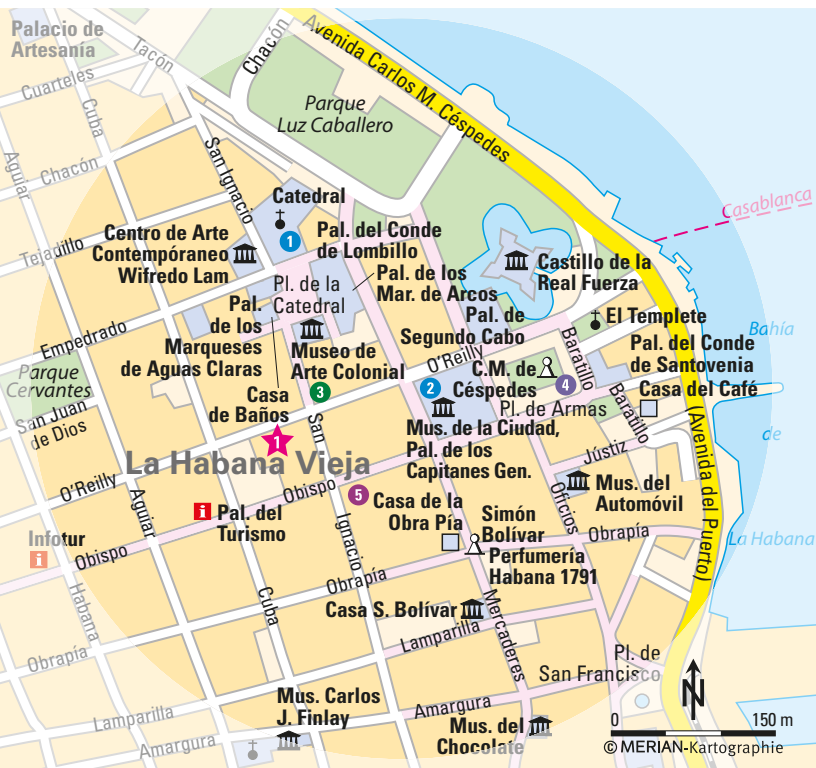 Palacio de
Artesanía
Tacón
Chacón
Avenida Carlos M. Céspedes
Cuarteles
Cuba
Parque
Luz Caballero
Aguiar
Chacón
San Ignacio
Casablanca
Catedral
1
Tejadillo
Centro de Arte
Contempóraneo
Wifredo Lam
Pal. del Conde
de Lombillo
Castillo de la
Real Fuerza
Pl. de la
Catedral
Pal. de los
Mar. de Arcos
Pal.
de los
Marqueses
de Aguas Claras
Pal. de
Segundo Cabo
El Templete
Bahía
Empedrado
Museo de
Arte Colonial
O'Reilly
Baratillo
Pal. del Conde
de Santovenia
Parque
Cervantes
3
2
C.M. de
Céspedes
4
Casa del Café
Casa
de Baños
Pl. de Armas
Baratillo
San Juan
de Dios
San
1
Mus. de la Ciudad,
Pal. de los
Capitanes Gen.
de
(Avenida del Puerto)
Jústiz
La Habana Vieja
O'Reilly
Obispo
5
Casa de la
Obra Pía
Mus. del
Automóvil
Oficios
Aguiar
i
Pal. del
Turismo
Ignacio
Simón
Bolívar
Obrapía
La Habana
Infotur
i
Obispo
Perfumería
Habana 1791
Obrapía
Habana
Cuba
Casa S. Bolívar
Mercaderes
Lamparilla
Obrapía
Pl. de
San Francisco
N
Mus. Carlos
J. Finlay
Amargura
Lamparilla
Mus. del
Chocolate
0
150 m
Amargura
© MERIAN-Kartographie